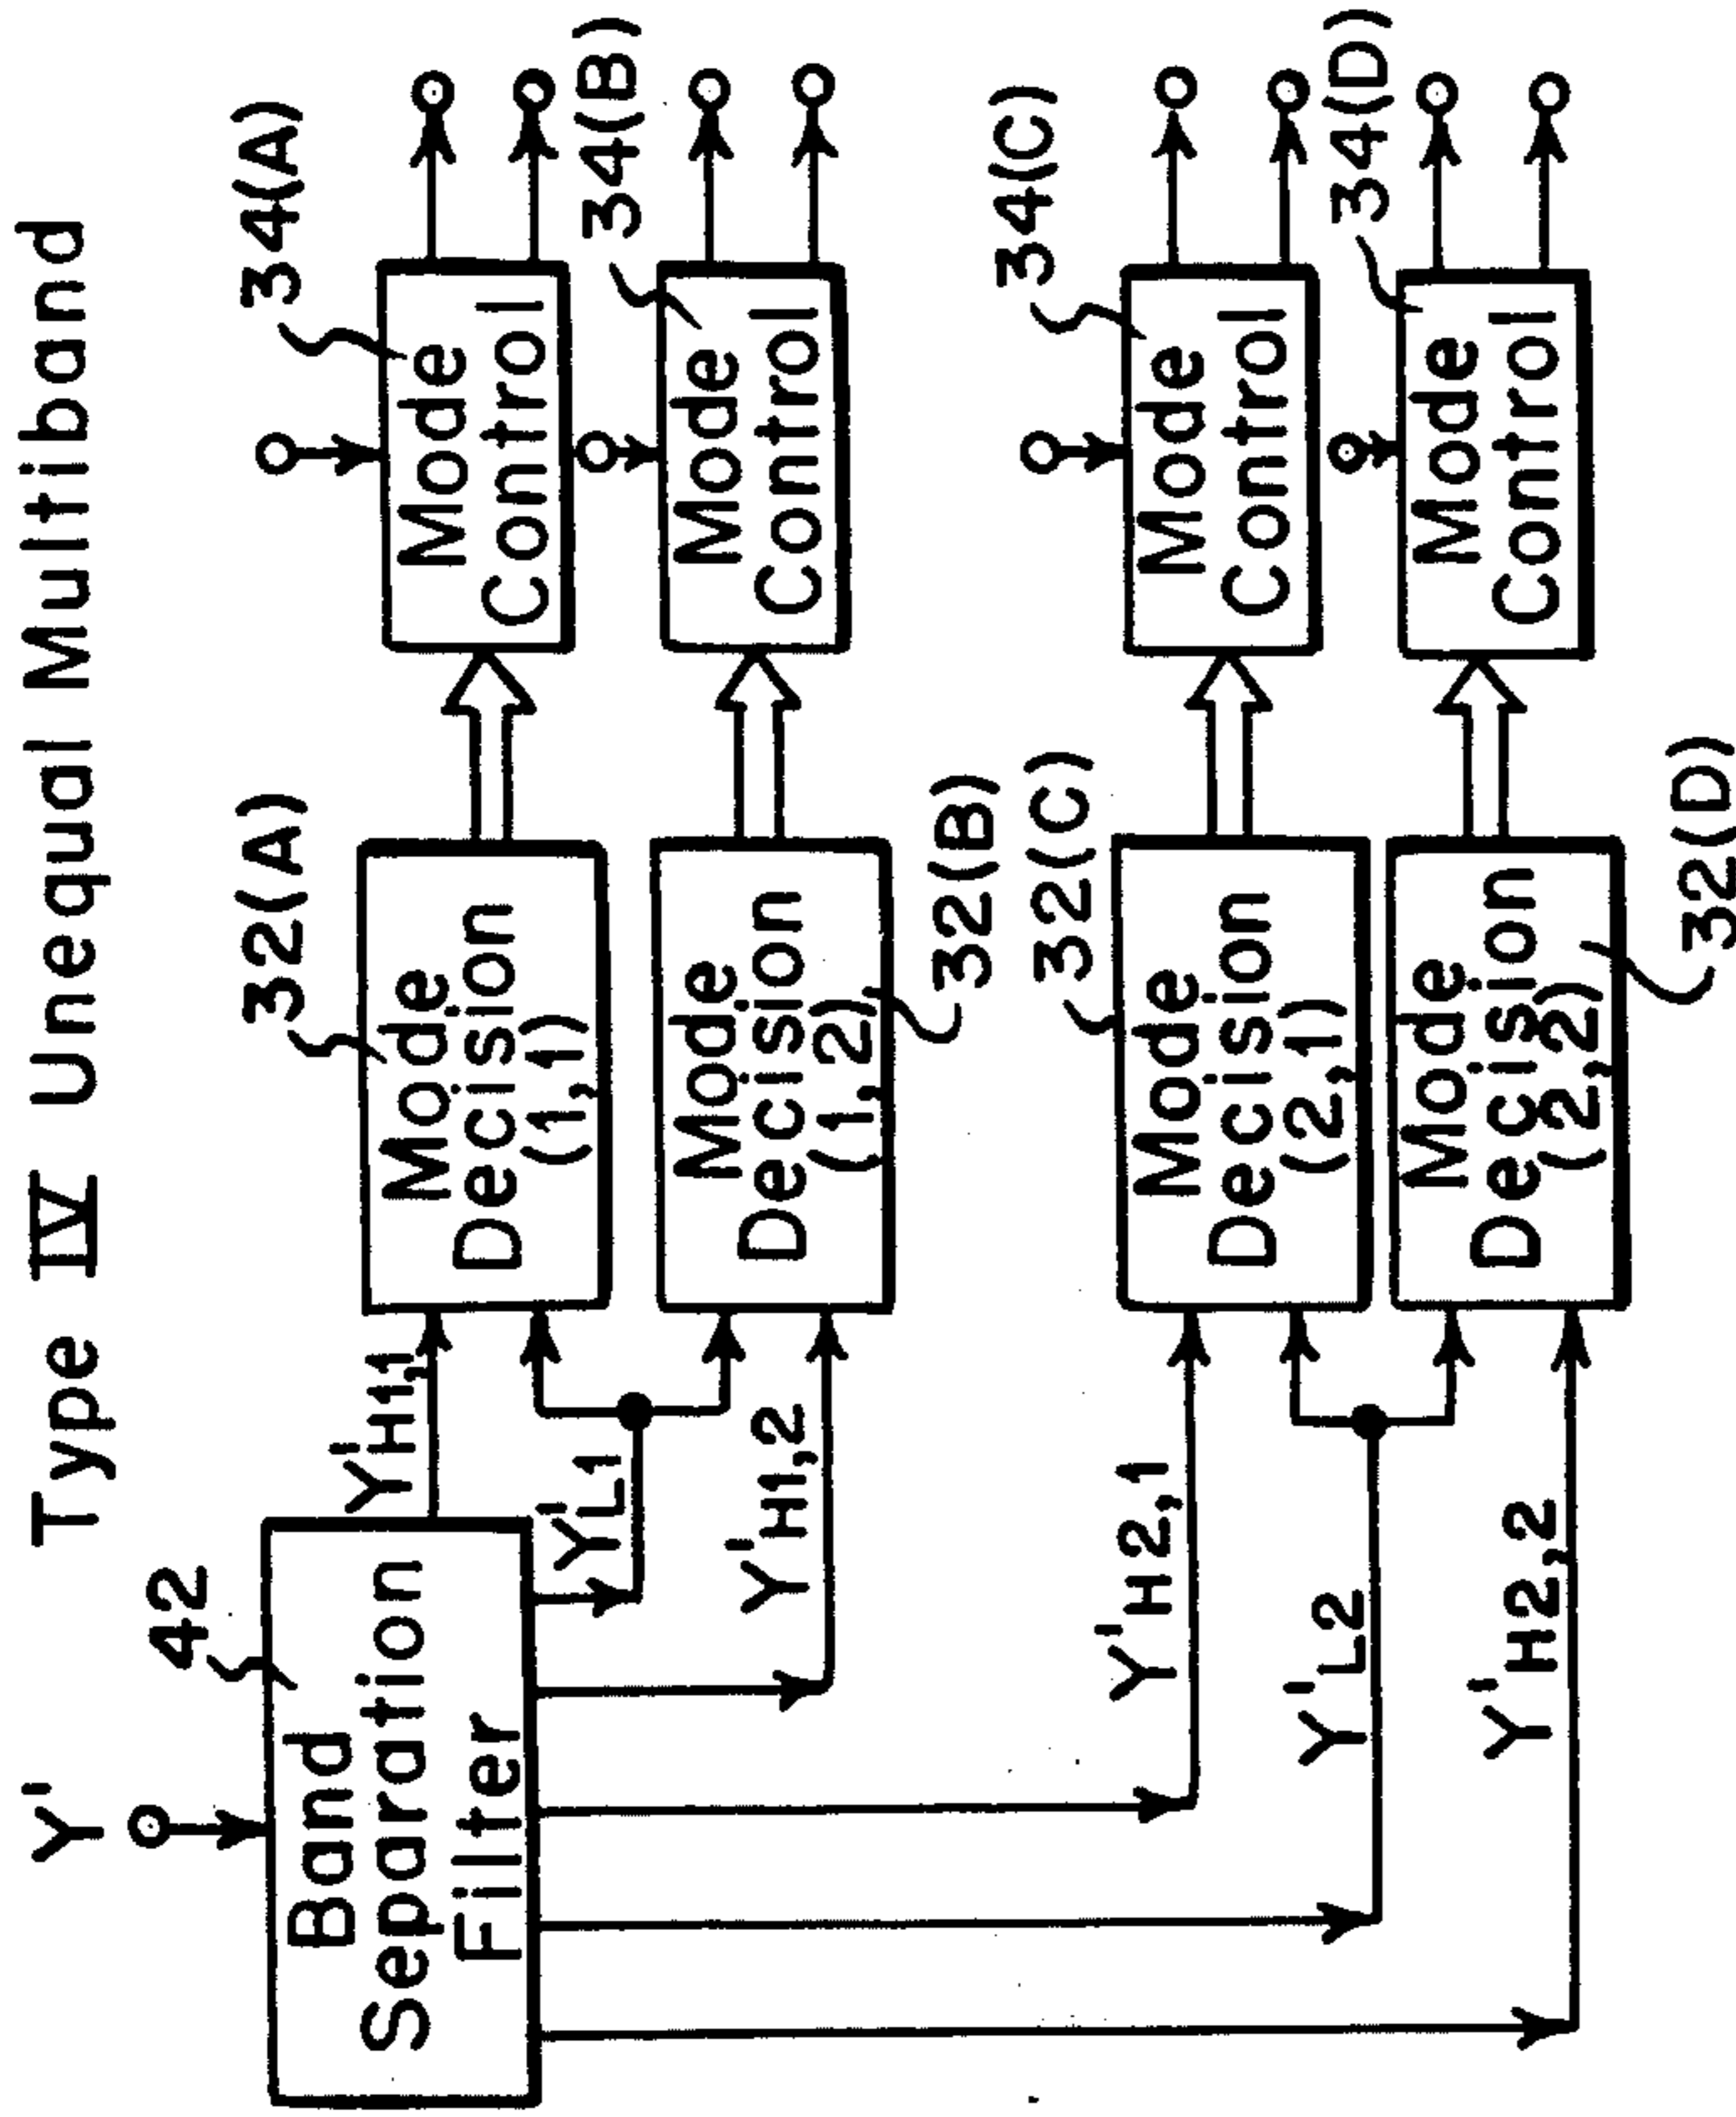 Type IV Unequal Multiband
Y'
42
Band
Separation
Filter
Y'H1,1
Y'L1
Y'H1,2
Y'H2,1
Y'L2
Y'H2,2
32(A)
Mode
Decision
(1,1)
Mode
Decision
(1,2)
32(B)
32(C)
Mode
Decision
(2,1)
Mode
Decision
(2,2)
32(D)
34(A)
Mode
Control
34(B)
Mode
Control
34(C)
Mode
Control
34(D)
Mode
Control